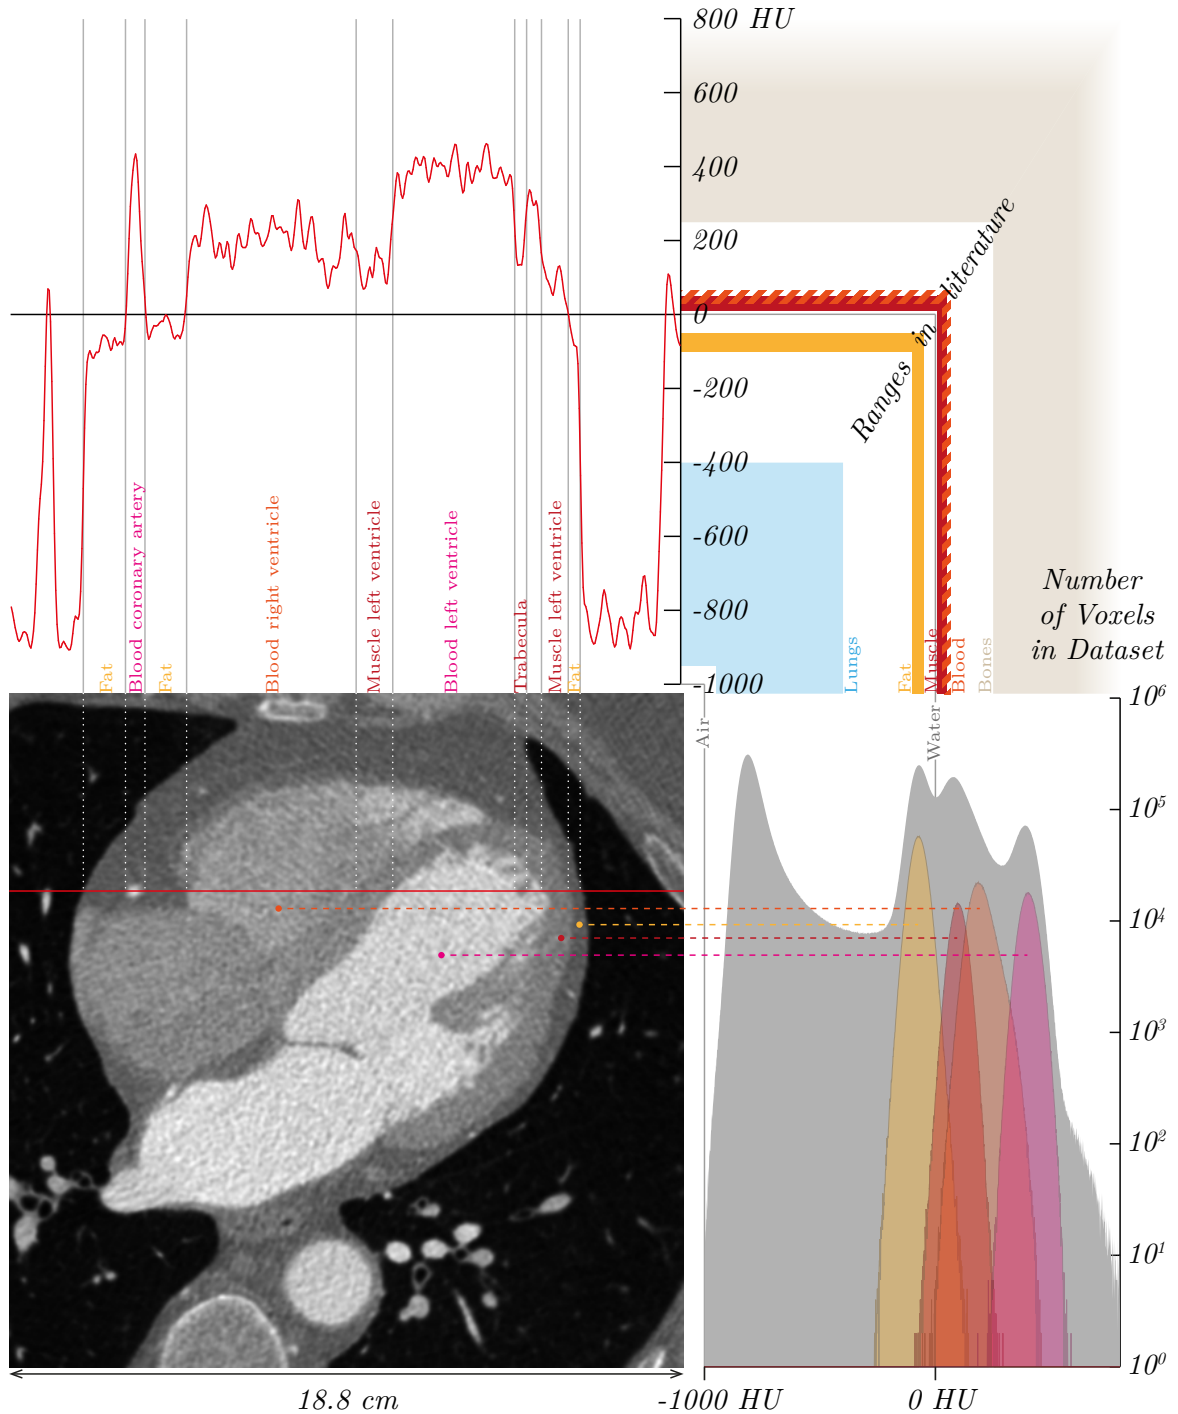 800 HU
600
400
200
0
-200
-400
-600
-800
-1000
Ranges in literature
Fat
Blood coronary artery
Fat
Blood right ventricle
Muscle left ventricle
Blood left ventricle
Trabecula
Muscle left ventricle
Fat
Lungs
Fat
Muscle
Blood
Bones
Number
of Voxels
in Dataset
Air
Water
10⁶
10⁵
10⁴
10³
10²
10¹
10⁰
18.8 cm
-1000 HU
0 HU